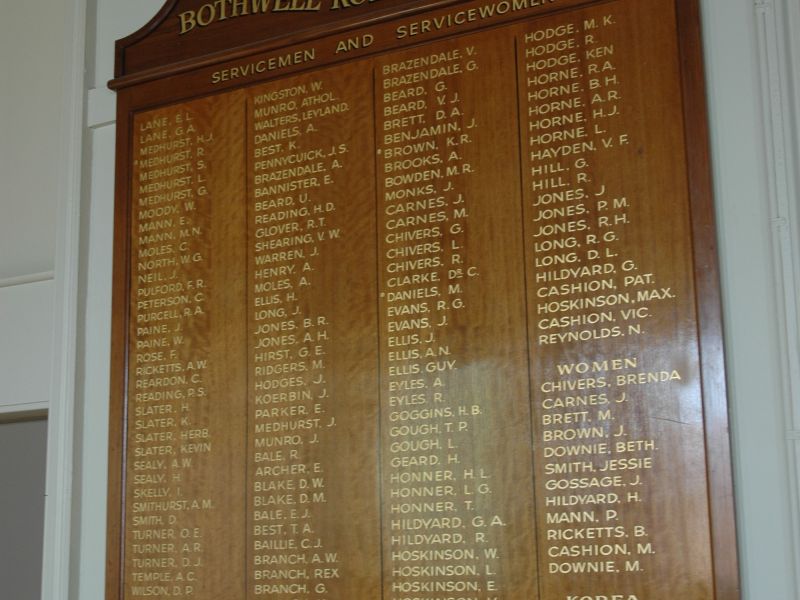 BOTHWELL
SERVICEMEN AND SERVICEWOMEN
LANE, E.L.
LANE, G.A.
MEDHURST, H.J.
*MEDHURST, R.
MEDHURST, S.
MEDHURST, L.
MEDHURST, G.
MOODY, W.
MANN, E.
MANN, M.N.
MOLES, C.
NORTH, W.G.
NEIL, J.
PULFORD, F.R.
PETERSON, C.
PURCELL, R.A.
PAINE, J.
PAINE, W.
ROSE, F.
RICKETTS, A.W.
REARDON, C.
READING, P.S.
SLATER, H.
SLATER, K.
SLATER, HERB.
SLATER, KEVIN
SEALY, A.W.
SEALY, H.
SKELLY, I.
SMITHURST, A.M.
SMITH, D.
TURNER, O.E.
TURNER, A.R.
TURNER, D.J.
TEMPLE, A.C.
WILSON, D.P.
KINGSTON, W.
MUNRO, ATHOL.
WALTERS, LEYLAND.
DANIELS, A.
BEST, K.
PENNYCUICK, J.S.
BRAZENDALE, A.
BANNISTER, E.
BEARD, U.
READING, H.D.
GLOVER, R.T.
SHEARING, V.W.
WARREN, J.
HENRY, A.
MOLES, A.
ELLIS, H.
LONG, J.
JONES, B.R.
JONES, A.H.
HIRST, G.E.
RIDGERS, M.
HODGES, J.
KOERBIN, J.
PARKER, E.
MEDHURST, J.
MUNRO, J.
BALE, R.
ARCHER, E.
BLAKE, D.W.
BLAKE, D.M.
BALE, E.J.
BEST, T.A.
BAILLIE, C.J.
BRANCH, A.W.
BRANCH, REX
BRANCH, G.
BRAZENDALE, V.
BRAZENDALE, G.
BEARD, G.
BEARD, V.J.
BRETT, D.A.
BENJAMIN, J.
*BROWN, K.R.
BROOKS, A.
BOWDEN, M.R.
MONKS, J.
CARNES, J.
CARNES, M.
CHIVERS, G.
CHIVERS, L.
CHIVERS, R.
CLARKE, DS C.
*DANIELS, M.
EVANS, R.G.
EVANS, J.
ELLIS, J.
ELLIS, A.N.
ELLIS, GUY.
EYLES, A.
EYLES, R.
GOGGINS, H.B.
GOUGH, T.P.
GOUGH, L.
GEARD, H.
HONNER, H.L.
HONNER, L.G.
HONNER, T.
HILDYARD, G.A.
HILDYARD, R.
HOSKINSON, W.
HOSKINSON, L.
HOSKINSON, E.
HODGE, M.K.
HODGE, R.
HODGE, KEN
HORNE, R.A.
HORNE, B.H.
HORNE, A.R.
HORNE, H.J.
HORNE, L.
HAYDEN, V.F.
HILL, G.
HILL, R.
JONES, J
JONES, P.M.
JONES, R.H.
LONG, R.G.
LONG, D.L.
HILDYARD, G.
CASHION, PAT.
HOSKINSON, MAX.
CASHION, VIC.
REYNOLDS, N.
WOMEN
CHIVERS, BRENDA
CARNES, J.
BRETT, M.
BROWN, J.
DOWNIE, BETH.
SMITH, JESSIE
GOSSAGE, J.
HILDYARD, H.
MANN, P.
RICKETTS, B.
CASHION, M.
DOWNIE, M.
KOREA